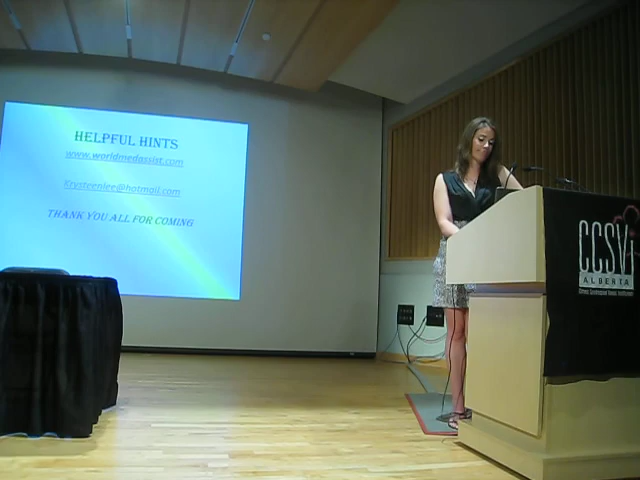 HELPFUL HINTS
www.worldmedassist.com
Krysteenlee@hotmail.com
THANK YOU ALL FOR COMING
CCSVI
ALBERTA